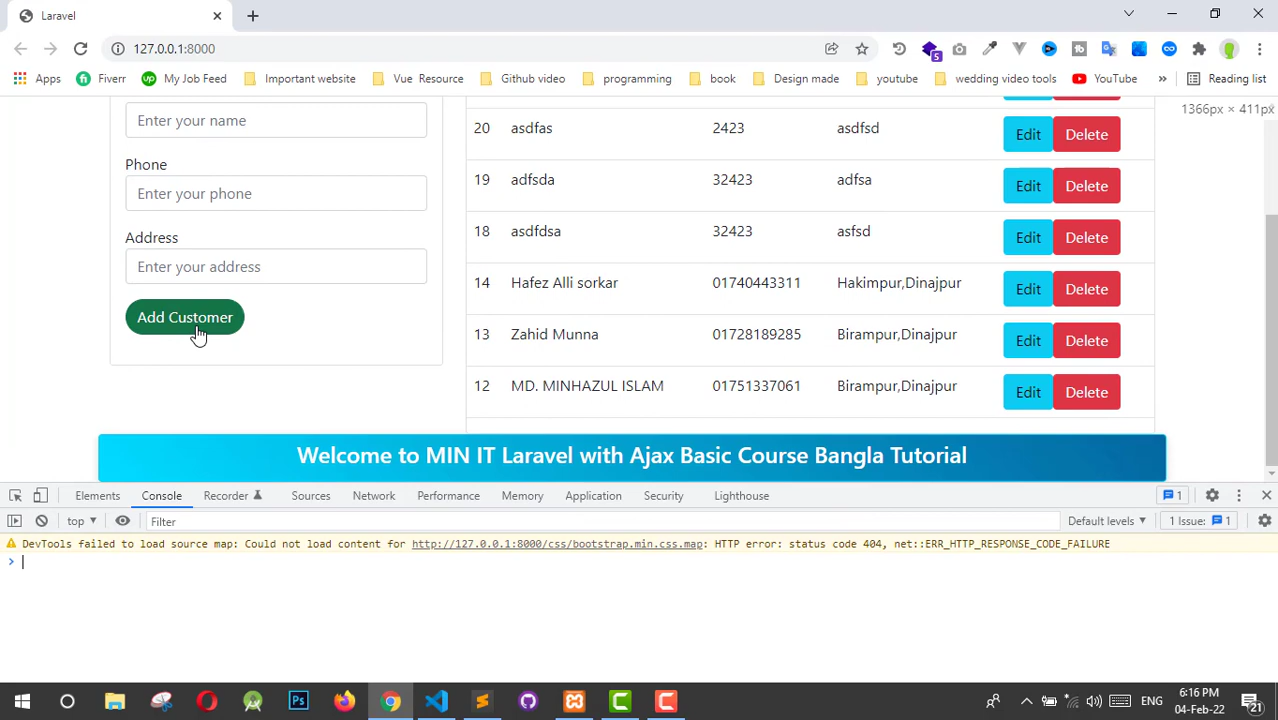 Laravel
127.0.0.1:8000
5
Apps Fiverr My Job Feed Important website Vue Resource Github video programming book Design made youtube wedding video tools YouTube » Reading list
1366px × 411px
Enter your name
Phone
Enter your phone
Address
Enter your address
Add Customer
20 asdfas 2423 asdfsd Edit Delete
19 adfsda 32423 adfsa Edit Delete
18 asdfdsa 32423 asfsd Edit Delete
14 Hafez Alli sorkar 01740443311 Hakimpur,Dinajpur Edit Delete
13 Zahid Munna 01728189285 Birampur,Dinajpur Edit Delete
12 MD. MINHAZUL ISLAM 01751337061 Birampur,Dinajpur Edit Delete
Welcome to MIN IT Laravel with Ajax Basic Course Bangla Tutorial
Elements Console Recorder Sources Network Performance Memory Application Security Lighthouse 1
top Filter Default levels 1 Issue: 1
DevTools failed to load source map: Could not load content for http://127.0.0.1:8000/css/bootstrap.min.css.map: HTTP error: status code 404, net::ERR_HTTP_RESPONSE_CODE_FAILURE
ENG
6:16 PM
04-Feb-22
21